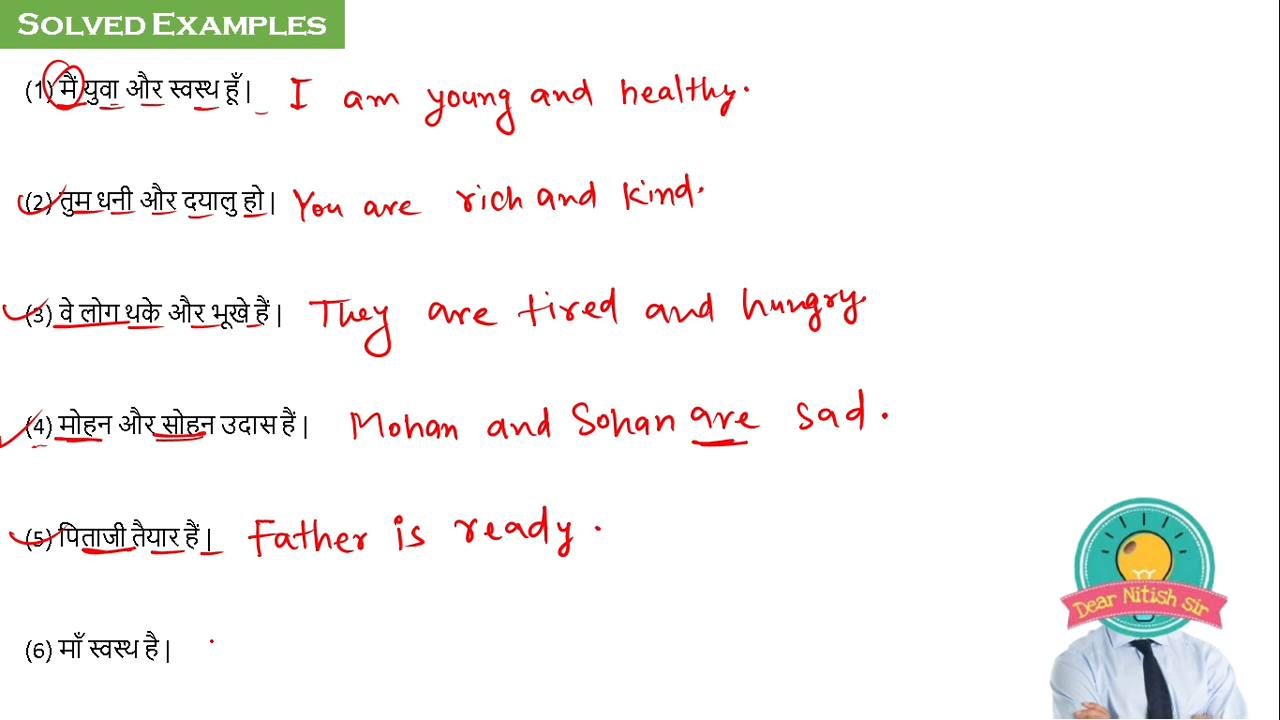 SOLVED EXAMPLES
(1) मैं युवा और स्वस्थ हूँ | I am young and healthy.
(2) तुम धनी और दयालु हो | You are rich and kind.
(3) वे लोग थके और भूखे हैं | They are tired and hungry.
(4) मोहन और सोहन उदास हैं | Mohan and Sohan are sad.
(5) पिताजी तैयार हैं | Father is ready.
Dear Nitish sir
(6) माँ स्वस्थ है |